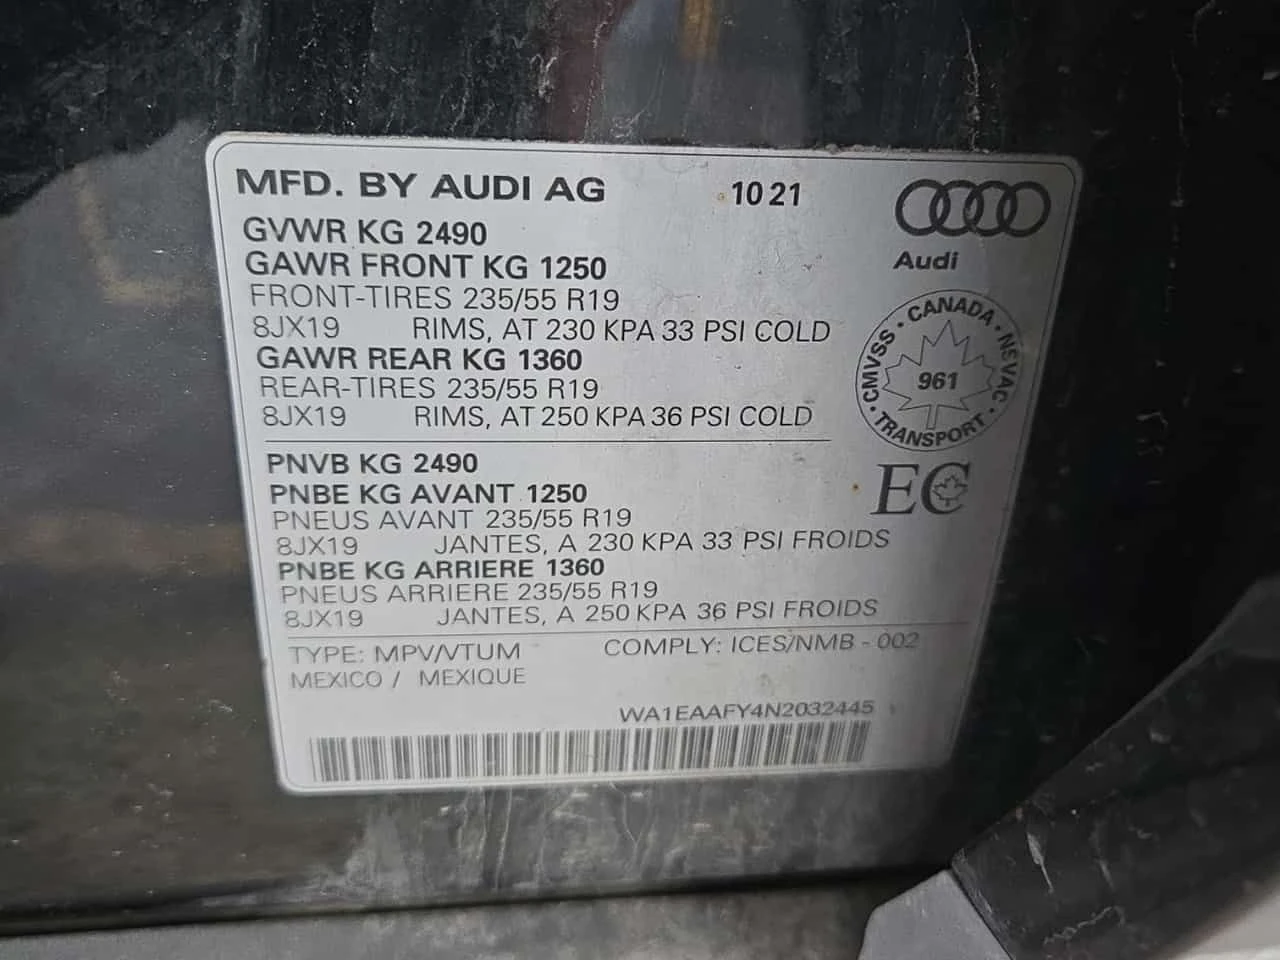 MFD. BY AUDI AG 10 21
GVWR KG 2490
GAWR FRONT KG 1250
Audi
FRONT-TIRES 235/55 R19
8JX19 RIMS, AT 230 KPA 33 PSI COLD
GAWR REAR KG 1360
REAR-TIRES 235/55 R19
8JX19 RIMS, AT 250 KPA 36 PSI COLD
· CANADA · NSVAC · TRANSPORT · CMVSS
961
PNVB KG 2490
PNBE KG AVANT 1250
EC
PNEUS AVANT 235/55 R19
8JX19 JANTES, A 230 KPA 33 PSI FROIDS
PNBE KG ARRIERE 1360
PNEUS ARRIERE 235/55 R19
8JX19 JANTES, A 250 KPA 36 PSI FROIDS
TYPE: MPV/VTUM COMPLY: ICES/NMB - 002
MEXICO / MEXIQUE
WA1EAAFY4N2032445